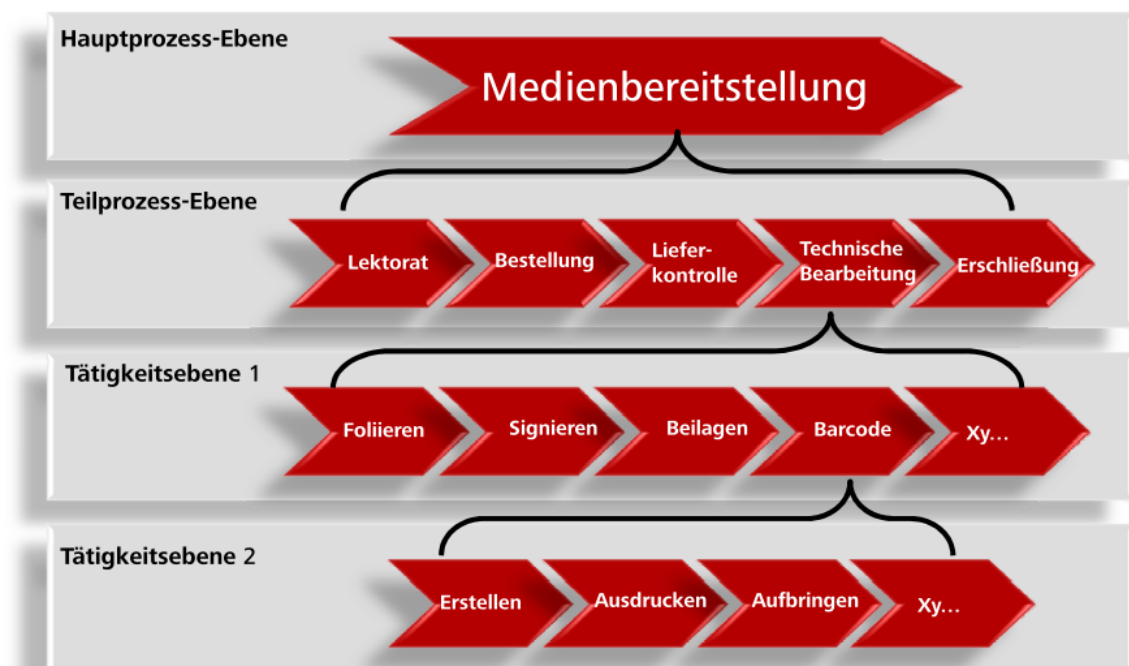 Hauptprozess-Ebene
Medienbereitstellung
Teilprozess-Ebene
Lektorat
Bestellung
Liefer-
kontrolle
Technische
Bearbeitung
Erschließung
Tätigkeitsebene 1
Foliieren
Signieren
Beilagen
Barcode
Xy...
Tätigkeitsebene 2
Erstellen
Ausdrucken
Aufbringen
Xy...